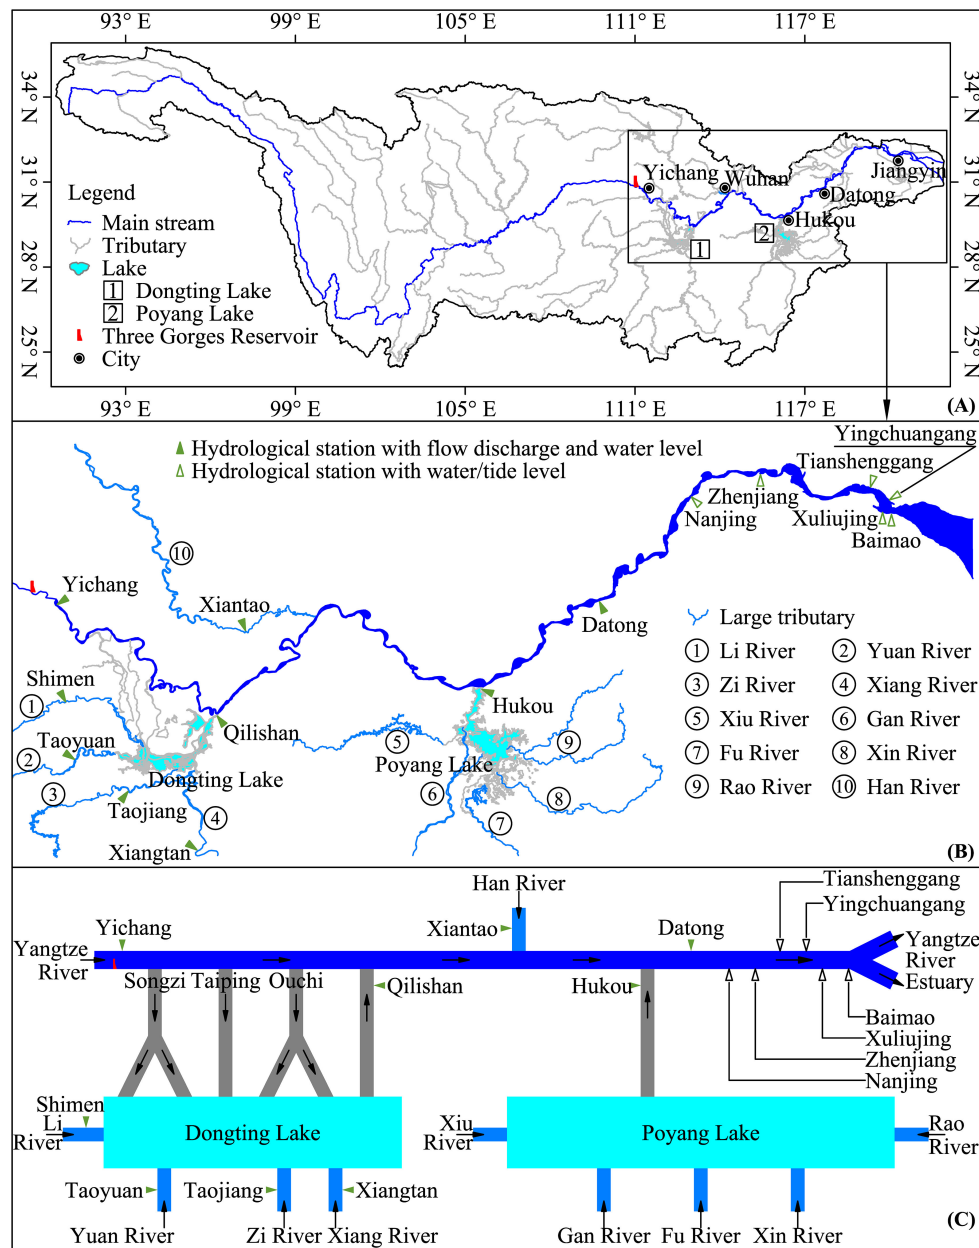 93° E 99° E 105° E 111° E 117° E
34° N
34° N
31° N
31° N
28° N
28° N
25° N
25° N
Yichang
Wuhan
Jiangyin
Datong
Hukou
1
2
Legend
Main stream
Tributary
Lake
1 Dongting Lake
2 Poyang Lake
Three Gorges Reservoir
City
93° E 99° E 105° E 111° E 117° E
(A)
Hydrological station with flow discharge and water level
Hydrological station with water/tide level
Yingchuangang
Tianshenggang
Zhenjiang
Nanjing
Xuliujing
Baimao
10
Yichang
Xiantao
Datong
Shimen
1
Qilishan
Hukou
Taoyuan
2
Dongting Lake
3
Taojiang
4
Xiangtan
5
Poyang Lake
9
6
8
7
Large tributary
1 Li River
2 Yuan River
3 Zi River
4 Xiang River
5 Xiu River
6 Gan River
7 Fu River
8 Xin River
9 Rao River
10 Han River
(B)
Han River
Tianshenggang
Yingchuangang
Yichang
Xiantao
Datong
Yangtze
River
Yangtze
River
Estuary
Songzi Taiping Ouchi
Qilishan
Hukou
Baimao
Xuliujing
Zhenjiang
Nanjing
Shimen
Li
River
Dongting Lake
Xiu
River
Poyang Lake
Rao
River
Taoyuan
Taojiang
Xiangtan
Yuan River
Zi River
Xiang River
Gan River
Fu River
Xin River
(C)